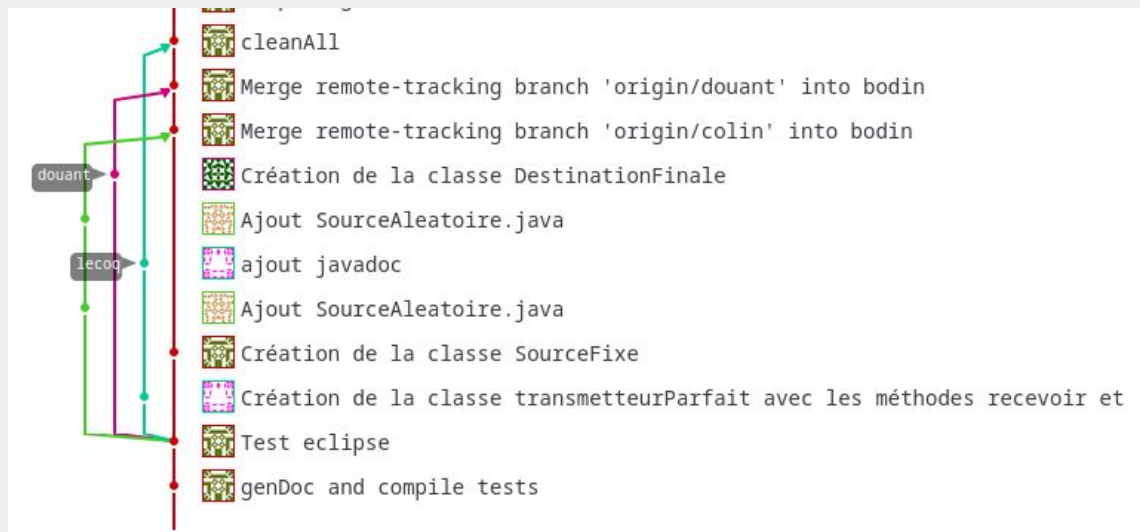 cleanAll
Merge remote-tracking branch 'origin/douant' into bodin
Merge remote-tracking branch 'origin/colin' into bodin
douant
Création de la classe DestinationFinale
Ajout SourceAleatoire.java
lecoq
ajout javadoc
Ajout SourceAleatoire.java
Création de la classe SourceFixe
Création de la classe transmetteurParfait avec les méthodes recevoir et
Test eclipse
genDoc and compile tests